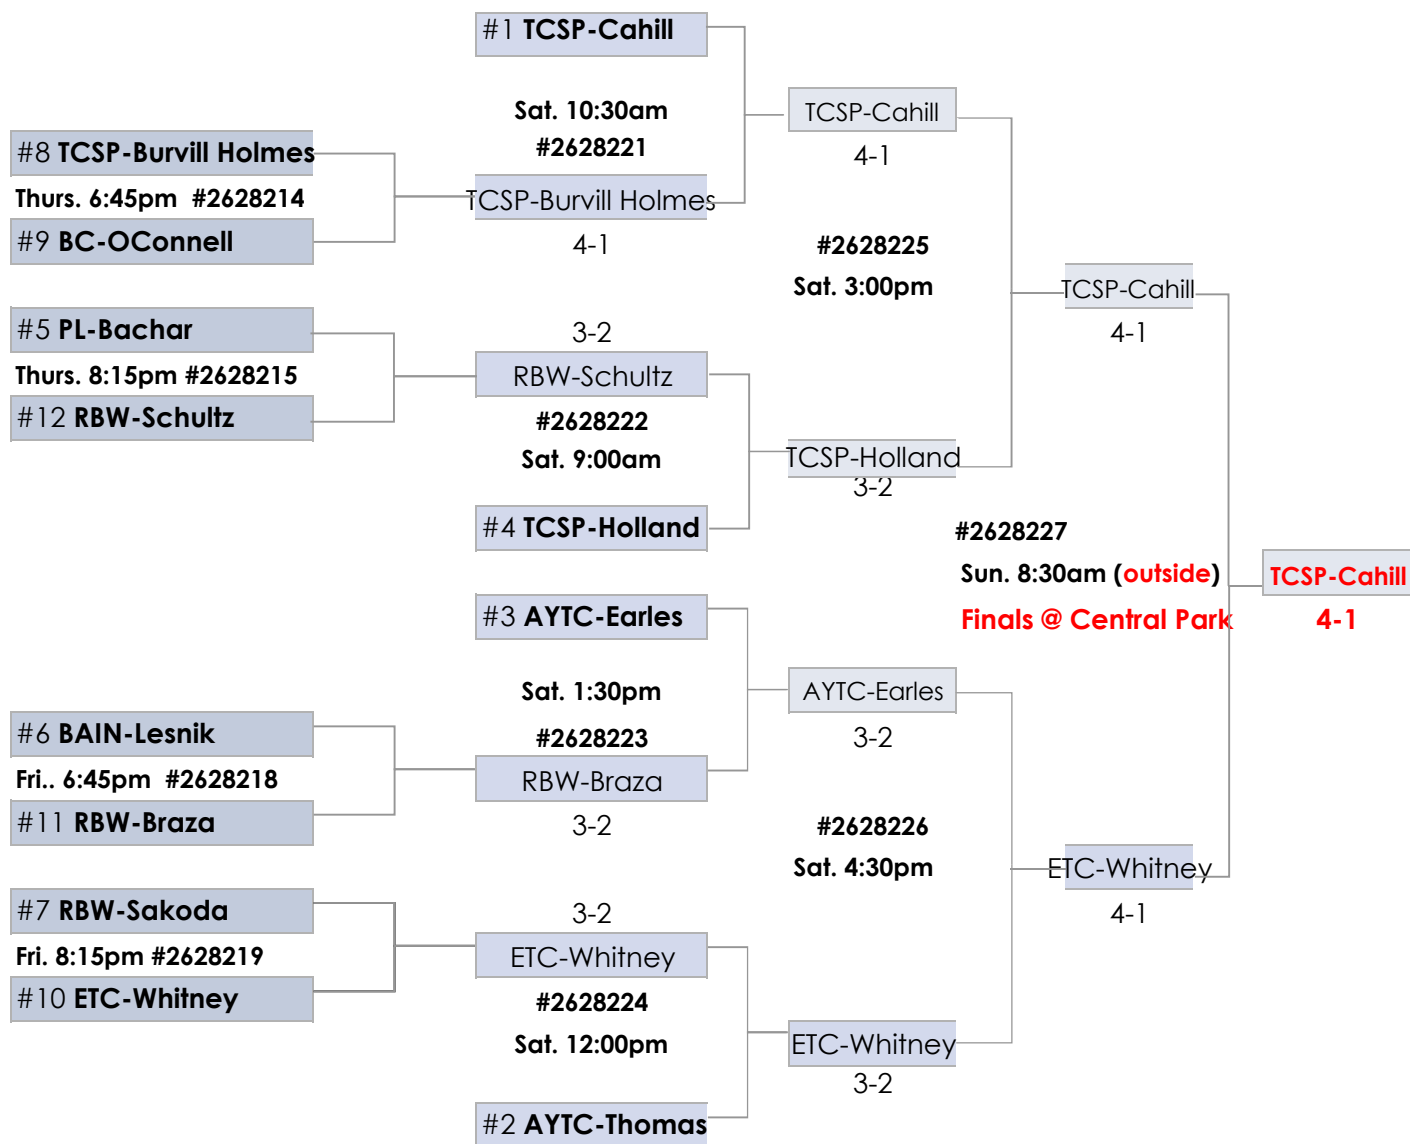 #1 TCSP-Cahill
Sat. 10:30am
#2628221
TCSP-Cahill
4-1
#8 TCSP-Burvill Holmes
Thurs. 6:45pm #2628214
#9 BC-OConnell
TCSP-Burvill Holmes
4-1
#2628225
Sat. 3:00pm
TCSP-Cahill
4-1
#5 PL-Bachar
Thurs. 8:15pm #2628215
#12 RBW-Schultz
3-2
RBW-Schultz
#2628222
Sat. 9:00am
TCSP-Holland
3-2
#4 TCSP-Holland
#2628227
Sun. 8:30am (outside)
Finals @ Central Park
TCSP-Cahill
4-1
#3 AYTC-Earles
Sat. 1:30pm
#2628223
AYTC-Earles
3-2
#6 BAIN-Lesnik
Fri.. 6:45pm #2628218
#11 RBW-Braza
RBW-Braza
3-2
#2628226
Sat. 4:30pm
ETC-Whitney
4-1
#7 RBW-Sakoda
Fri. 8:15pm #2628219
#10 ETC-Whitney
3-2
ETC-Whitney
#2628224
Sat. 12:00pm
ETC-Whitney
3-2
#2 AYTC-Thomas